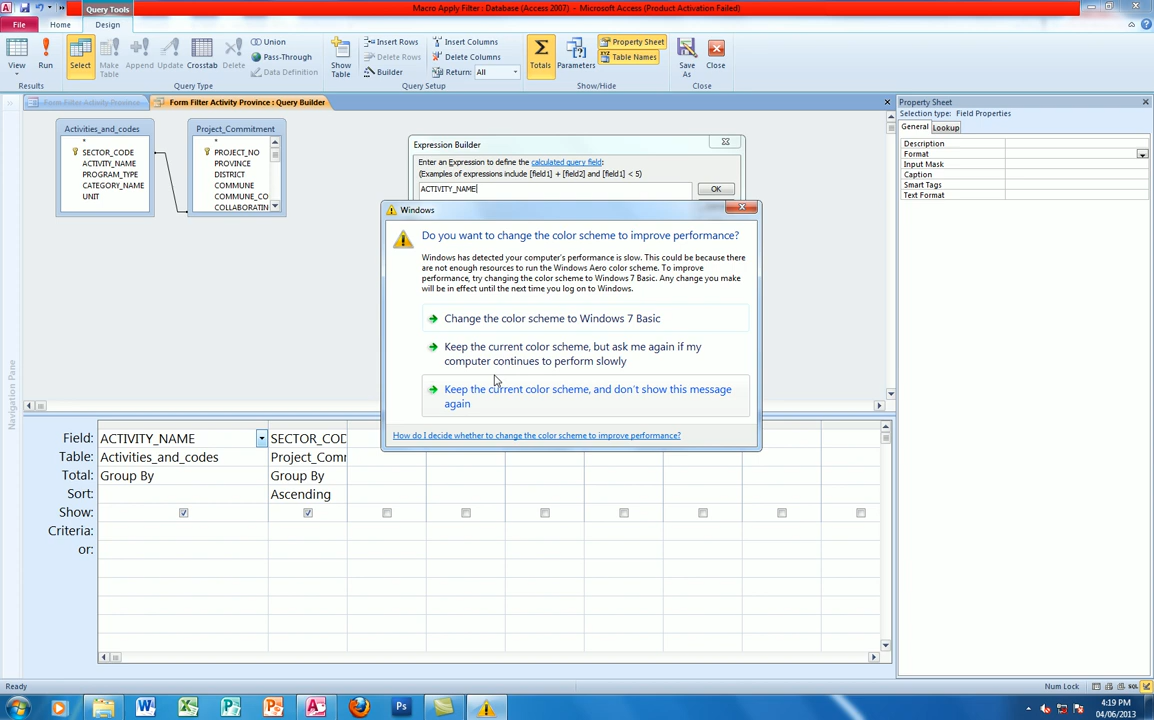 Query Tools
Macro Apply Filter : Database (Access 2007) - Microsoft Access (Product Activation Failed)
File Home Design
View Run Select Make Table Append Update Crosstab Delete
Union
Pass-Through
Data Definition
Show Table
Insert Rows
Delete Rows
Builder
Insert Columns
Delete Columns
Return: All
Totals Parameters
Property Sheet
Table Names
Save As Close
Results Query Type Query Setup Show/Hide Close
Form Filter Activity Province
Form Filter Activity Province : Query Builder
Activities_and_codes
*
SECTOR_CODE
ACTIVITY_NAME
PROGRAM_TYPE
CATEGORY_NAME
UNIT
Project_Commitment
*
PROJECT_NO
PROVINCE
DISTRICT
COMMUNE
COMMUNE_CO
COLLABORATIN
Expression Builder
Enter an Expression to define the calculated query field:
(Examples of expressions include [field1] + [field2] and [field1] < 5)
ACTIVITY_NAME
OK
Windows
Do you want to change the color scheme to improve performance?
Windows has detected your computer's performance is slow. This could be because
there are not enough resources to run the Windows Aero color scheme. To improve
performance, try changing the color scheme to Windows 7 Basic. Any change you make
will be in effect until the next time you log on to Windows.
Change the color scheme to Windows 7 Basic
Keep the current color scheme, but ask me again if my
computer continues to perform slowly
Keep the current color scheme, and don't show this message
again
How do I decide whether to change the color scheme to improve performance?
Property Sheet
Selection type: Field Properties
General Lookup
Description
Format
Input Mask
Caption
Smart Tags
Text Format
Navigation Pane
Field: ACTIVITY_NAME SECTOR_COD
Table: Activities_and_codes Project_Comm
Total: Group By Group By
Sort: Ascending
Show:
Criteria:
or:
Ready
Num Lock
SQL
4:19 PM
04/06/2013